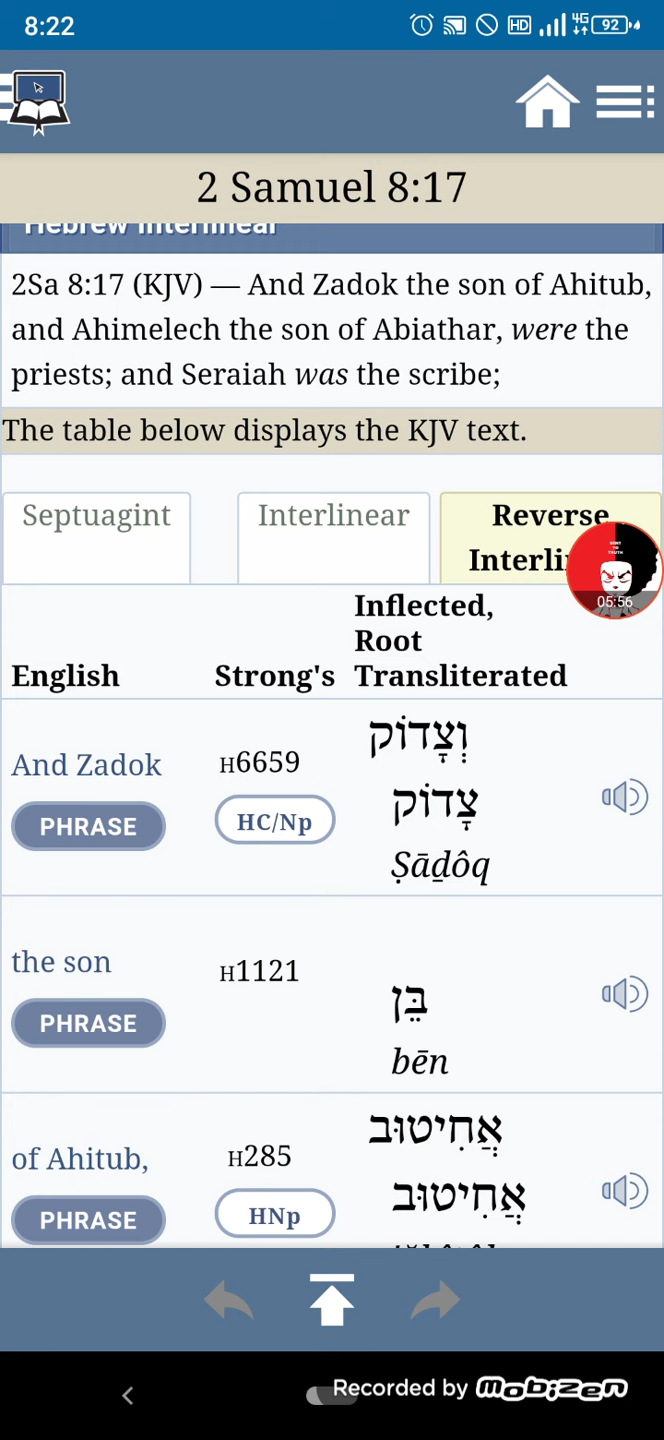 8:22
HD
4G
92
2 Samuel 8:17
Hebrew Interlinear
2Sa 8:17 (KJV) — And Zadok the son of Ahitub,
and Ahimelech the son of Abiathar, were the
priests; and Seraiah was the scribe;
The table below displays the KJV text.
Septuagint
Interlinear
Reverse
05:56
Inflected,
Root
English
Strong's
Transliterated
And Zadok
H6659
וְצָדוֹק
PHRASE
HC/Np
צָדוֹק
Ṣāḏôq
the son
H1121
PHRASE
בֵּן
bēn
of Ahitub,
H285
אֲחִיטוּב
PHRASE
HNp
אֲחִיטוּב
Recorded by Mobizen